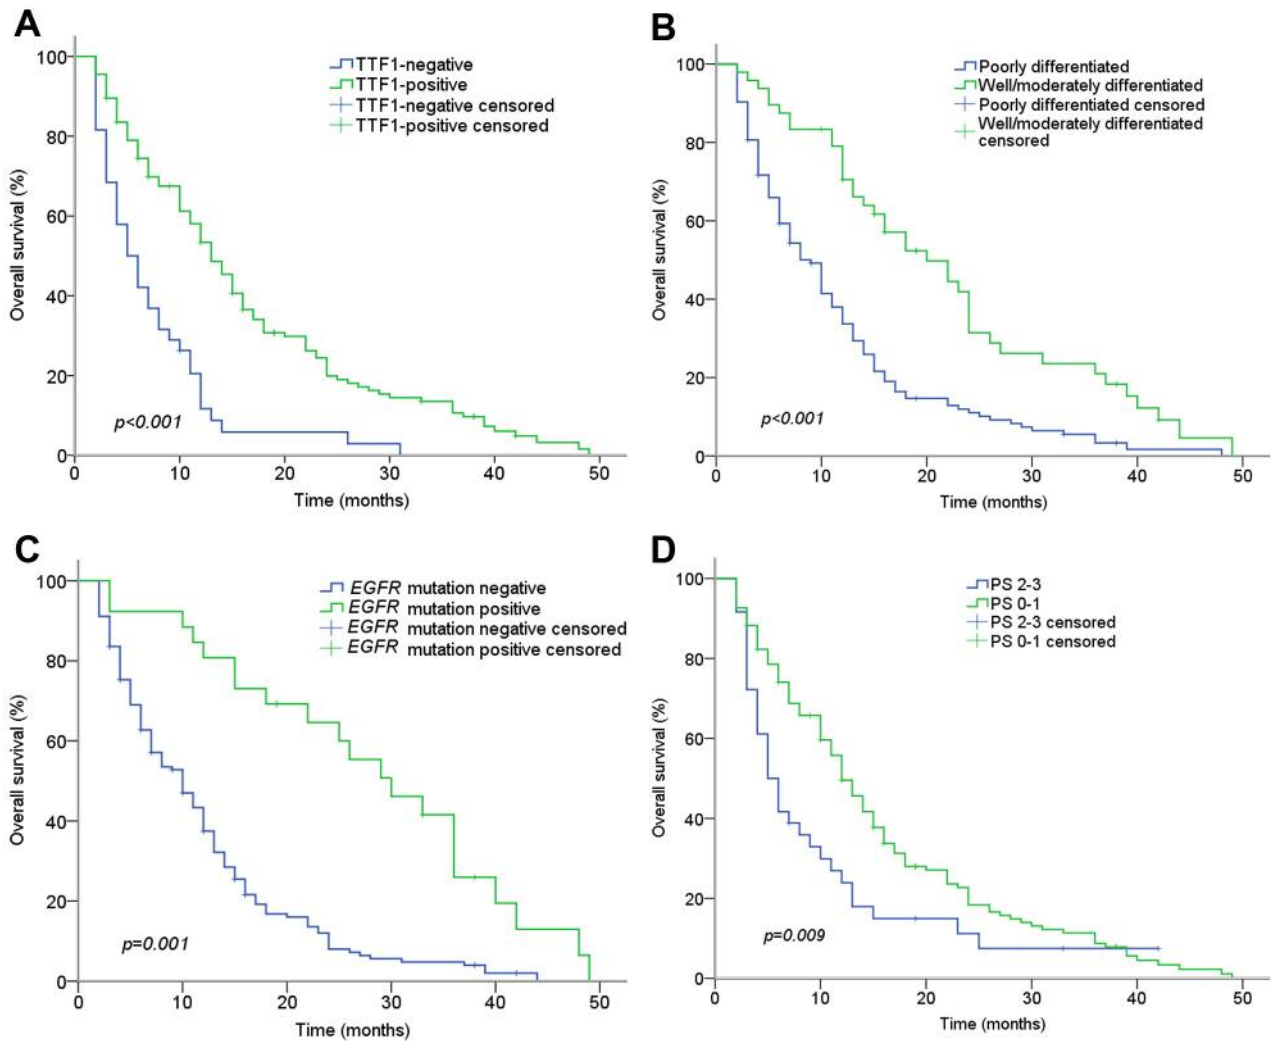 A
TTF1-negative
TTF1-positive
TTF1-negative censored
TTF1-positive censored
Overall survival (%)
100
80
60
40
20
0
p<0.001
0 10 20 30 40 50
Time (months)
B
Poorly differentiated
Well/moderately differentiated
Poorly differentiated censored
Well/moderately differentiated
censored
Overall survival (%)
100
80
60
40
20
0
p<0.001
0 10 20 30 40 50
Time (months)
C
EGFR mutation negative
EGFR mutation positive
EGFR mutation negative censored
EGFR mutation positive censored
Overall survival (%)
100
80
60
40
20
0
p=0.001
0 10 20 30 40 50
Time (months)
D
PS 2-3
PS 0-1
PS 2-3 censored
PS 0-1 censored
Overall survival (%)
100
80
60
40
20
0
p=0.009
0 10 20 30 40 50
Time (months)